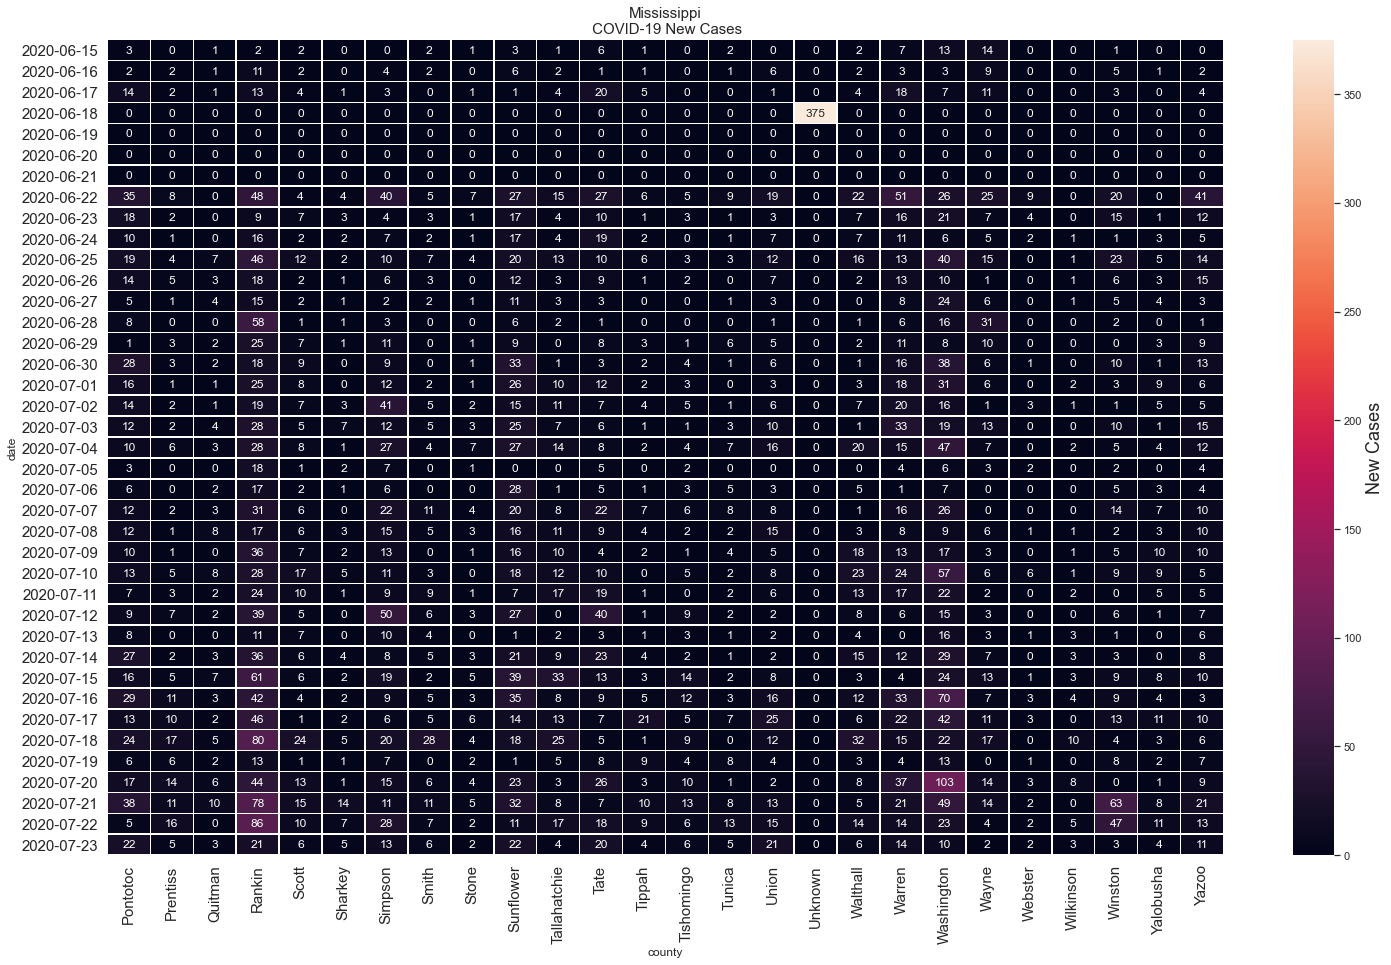 Mississippi
COVID-19 New Cases
2020-06-15 3 0 1 2 2 0 0 2 1 3 1 6 1 0 2 0 0 2 7 13 14 0 0 1 0 0
2020-06-16 2 2 1 11 2 0 4 2 0 6 2 1 1 0 1 6 0 2 3 3 9 0 0 5 1 2
2020-06-17 14 2 1 13 4 1 3 0 1 1 4 20 5 0 0 1 0 4 18 7 11 0 0 3 0 4
2020-06-18 0 0 0 0 0 0 0 0 0 0 0 0 0 0 0 0 375 0 0 0 0 0 0 0 0 0
2020-06-19 0 0 0 0 0 0 0 0 0 0 0 0 0 0 0 0 0 0 0 0 0 0 0 0 0 0
2020-06-20 0 0 0 0 0 0 0 0 0 0 0 0 0 0 0 0 0 0 0 0 0 0 0 0 0 0
2020-06-21 0 0 0 0 0 0 0 0 0 0 0 0 0 0 0 0 0 0 0 0 0 0 0 0 0 0
2020-06-22 35 8 0 48 4 4 40 5 7 27 15 27 6 5 9 19 0 22 51 26 25 9 0 20 0 41
2020-06-23 18 2 0 9 7 3 4 3 1 17 4 10 1 3 1 3 0 7 16 21 7 4 0 15 1 12
2020-06-24 10 1 0 16 2 2 7 2 1 17 4 19 2 0 1 7 0 7 11 6 5 2 1 1 3 5
2020-06-25 19 4 7 46 12 2 10 7 4 20 13 10 6 3 3 12 0 16 13 40 15 0 1 23 5 14
2020-06-26 14 5 3 18 2 1 6 3 0 12 3 9 1 2 0 7 0 2 13 10 1 0 1 6 3 15
2020-06-27 5 1 4 15 2 1 2 2 1 11 3 3 0 0 1 3 0 0 8 24 6 0 1 5 4 3
2020-06-28 8 0 0 58 1 1 3 0 0 6 2 1 0 0 0 1 0 1 6 16 31 0 0 2 0 1
2020-06-29 1 3 2 25 7 1 11 0 1 9 0 8 3 1 6 5 0 2 11 8 10 0 0 0 3 9
2020-06-30 28 3 2 18 9 0 9 0 1 33 1 3 2 4 1 6 0 1 16 38 6 1 0 10 1 13
2020-07-01 16 1 1 25 8 0 12 2 1 26 10 12 2 3 0 3 0 3 18 31 6 0 2 3 9 6
2020-07-02 14 2 1 19 7 3 41 5 2 15 11 7 4 5 1 6 0 7 20 16 1 3 1 1 5 5
2020-07-03 12 2 4 28 5 7 12 5 3 25 7 6 1 1 3 10 0 1 33 19 13 0 0 10 1 15
2020-07-04 10 6 3 28 8 1 27 4 7 27 14 8 2 4 7 16 0 20 15 47 7 0 2 5 4 12
2020-07-05 3 0 0 18 1 2 7 0 1 0 0 5 0 2 0 0 0 0 4 6 3 2 0 2 0 4
2020-07-06 6 0 2 17 2 1 6 0 0 28 1 5 1 3 5 3 0 5 1 7 0 0 0 5 3 4
2020-07-07 12 2 3 31 6 0 22 11 4 20 8 22 7 6 8 8 0 1 16 26 0 0 0 14 7 10
2020-07-08 12 1 8 17 6 3 15 5 3 16 11 9 4 2 2 15 0 3 8 9 6 1 1 2 3 10
2020-07-09 10 1 0 36 7 2 13 0 1 16 10 4 2 1 4 5 0 18 13 17 3 0 1 5 10 10
2020-07-10 13 5 8 28 17 5 11 3 0 18 12 10 0 5 2 8 0 23 24 57 6 6 1 9 9 5
2020-07-11 7 3 2 24 10 1 9 9 1 7 17 19 1 0 2 6 0 13 17 22 2 0 2 0 5 5
2020-07-12 9 7 2 39 5 0 50 6 3 27 0 40 1 9 2 2 0 8 6 15 3 0 0 6 1 7
2020-07-13 8 0 0 11 7 0 10 4 0 1 2 3 1 3 1 2 0 4 0 16 3 1 3 1 0 6
2020-07-14 27 2 3 36 6 4 8 5 3 21 9 23 4 2 1 2 0 15 12 29 7 0 3 3 0 8
2020-07-15 16 5 7 61 6 2 19 2 5 39 33 13 3 14 2 8 0 3 4 24 13 1 3 9 8 10
2020-07-16 29 11 3 42 4 2 9 5 3 35 8 9 5 12 3 16 0 12 33 70 7 3 4 9 4 3
2020-07-17 13 10 2 46 1 2 6 5 6 14 13 7 21 5 7 25 0 6 22 42 11 3 0 13 11 10
2020-07-18 24 17 5 80 24 5 20 28 4 18 25 5 1 9 0 12 0 32 15 22 17 0 10 4 3 6
2020-07-19 6 6 2 13 1 1 7 0 2 1 5 8 9 4 8 4 0 3 4 13 0 1 0 8 2 7
2020-07-20 17 14 6 44 13 1 15 6 4 23 3 26 3 10 1 2 0 8 37 103 14 3 8 0 1 9
2020-07-21 38 11 10 78 15 14 11 11 5 32 8 7 10 13 8 13 0 5 21 49 14 2 0 63 8 21
2020-07-22 5 16 0 86 10 7 28 7 2 11 17 18 9 6 13 15 0 14 14 23 4 2 5 47 11 13
2020-07-23 22 5 3 21 6 5 13 6 2 22 4 20 4 6 5 21 0 6 14 10 2 2 3 3 4 11
Pontotoc Prentiss Quitman Rankin Scott Sharkey Simpson Smith Stone Sunflower Tallahatchie Tate Tippah Tishomingo Tunica Union Unknown Walthall Warren Washington Wayne Webster Wilkinson Winston Yalobusha Yazoo
county
date
350
300
250
200
150
100
50
0
New Cases